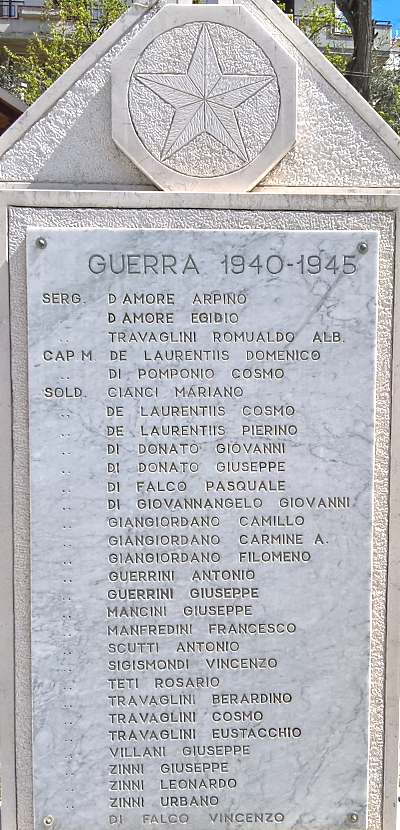 GUERRA 1940-1945
SERG. D AMORE ARPINO
D AMORE EGIDIO
.. TRAVAGLINI ROMUALDO ALB.
CAP M. DE LAURENTIIS DOMENICO
.. DI POMPONIO COSMO
SOLD. CIANCI MARIANO
.. DE LAURENTIIS COSMO
.. DE LAURENTIIS PIERINO
.. DI DONATO GIOVANNI
.. DI DONATO GIUSEPPE
.. DI FALCO PASQUALE
.. DI GIOVANNANGELO GIOVANNI
.. GIANGIORDANO CAMILLO
.. GIANGIORDANO CARMINE A.
.. GIANGIORDANO FILOMENO
.. GUERRINI ANTONIO
.. GUERRINI GIUSEPPE
.. MANCINI GIUSEPPE
.. MANFREDINI FRANCESCO
.. SCUTTI ANTONIO
.. SIGISMONDI VINCENZO
.. TETI ROSARIO
.. TRAVAGLINI BERARDINO
.. TRAVAGLINI COSMO
.. TRAVAGLINI EUSTACCHIO
.. VILLANI GIUSEPPE
.. ZINNI GIUSEPPE
.. ZINNI LEONARDO
.. ZINNI URBANO
DI FALCO VINCENZO